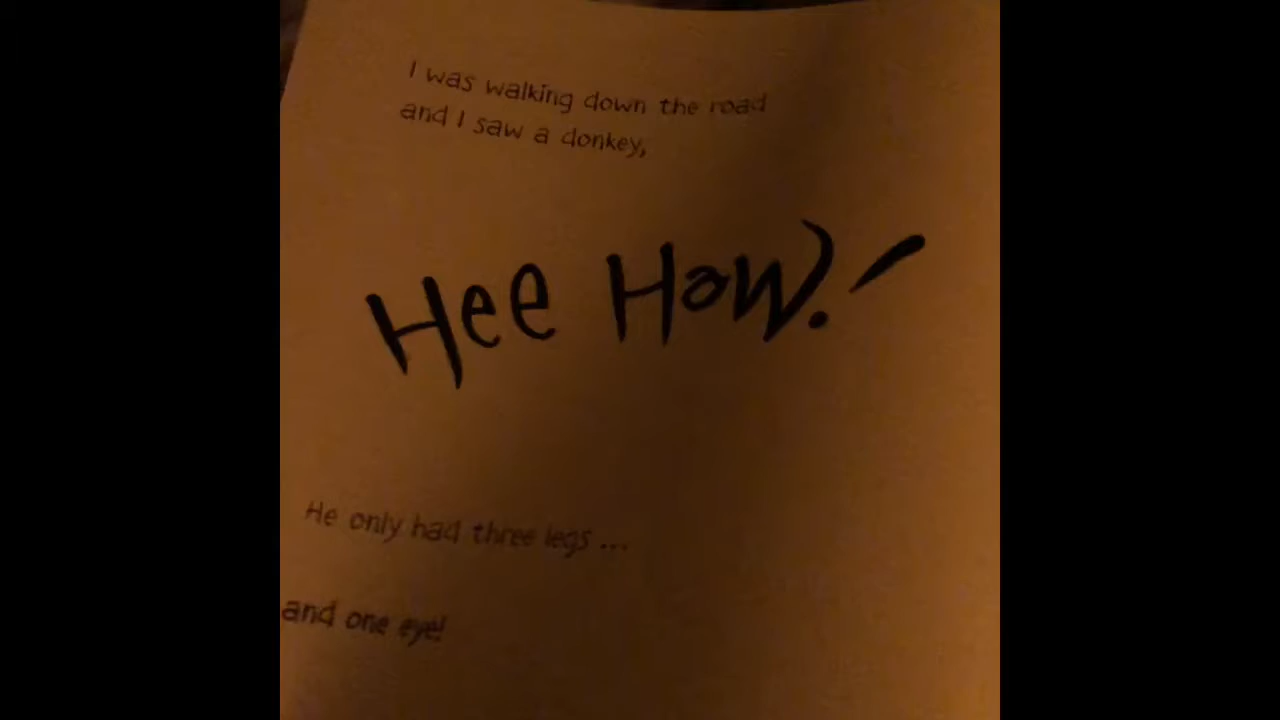 I was walking down the road
and I saw a donkey,
Hee Haw!
He only had three legs ...
and one eye!